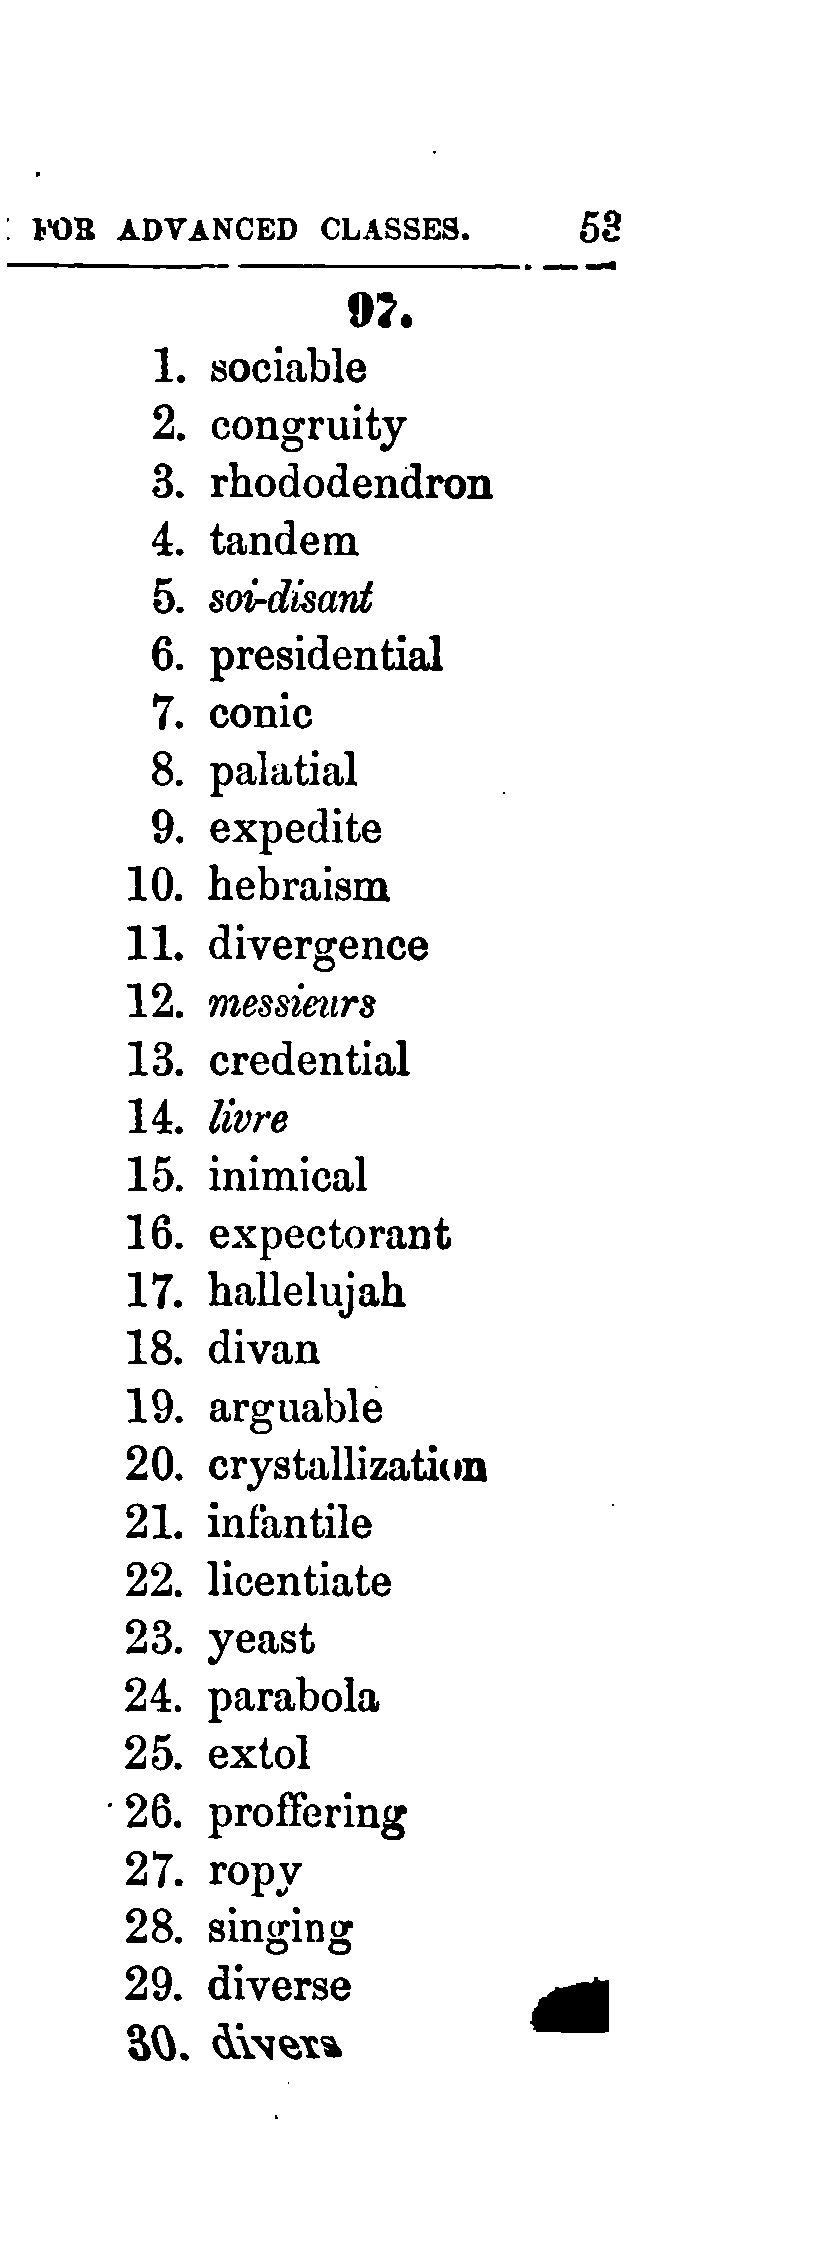 : FOR ADVANCED CLASSES. 53
97.
1. sociable
2. congruity
3. rhododendron
4. tandem
5. soi-disant
6. presidential
7. conic
8. palatial
9. expedite
10. hebraism
11. divergence
12. messieurs
13. credential
14. livre
15. inimical
16. expectorant
17. hallelujah
18. divan
19. arguable
20. crystallization
21. infantile
22. licentiate
23. yeast
24. parabola
25. extol
26. proffering
27. ropy
28. singing
29. diverse
30. divers